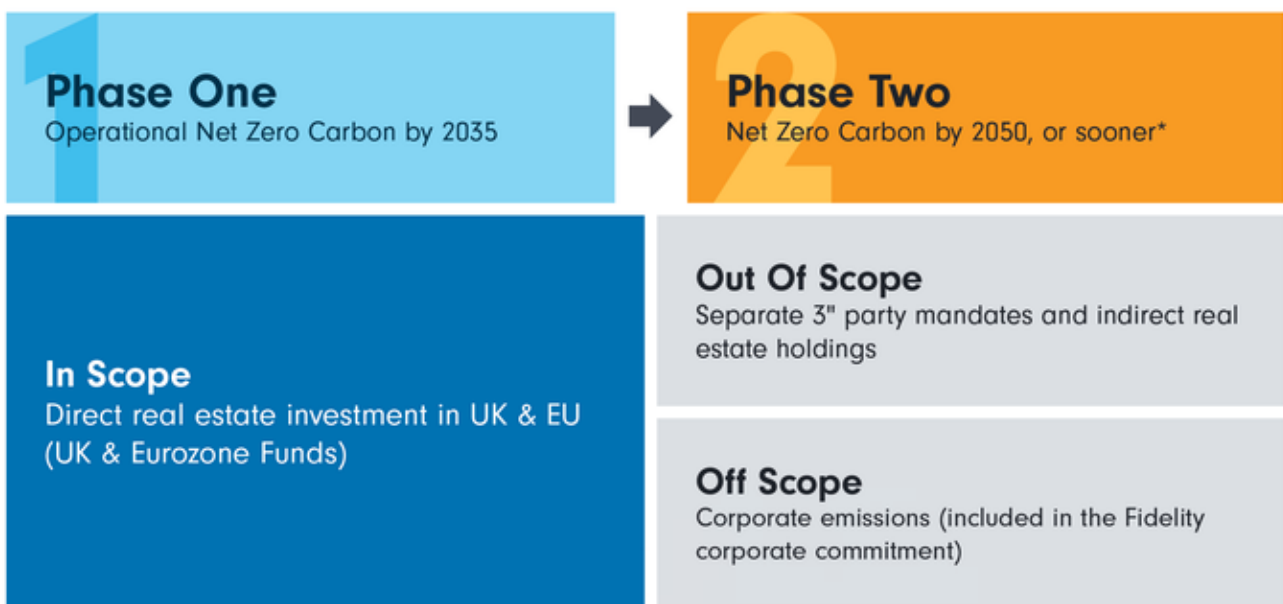 1
Phase One
Operational Net Zero Carbon by 2035
2
Phase Two
Net Zero Carbon by 2050, or sooner*
In Scope
Direct real estate investment in UK & EU
(UK & Eurozone Funds)
Out Of Scope
Separate 3" party mandates and indirect real
estate holdings
Off Scope
Corporate emissions (included in the Fidelity
corporate commitment)